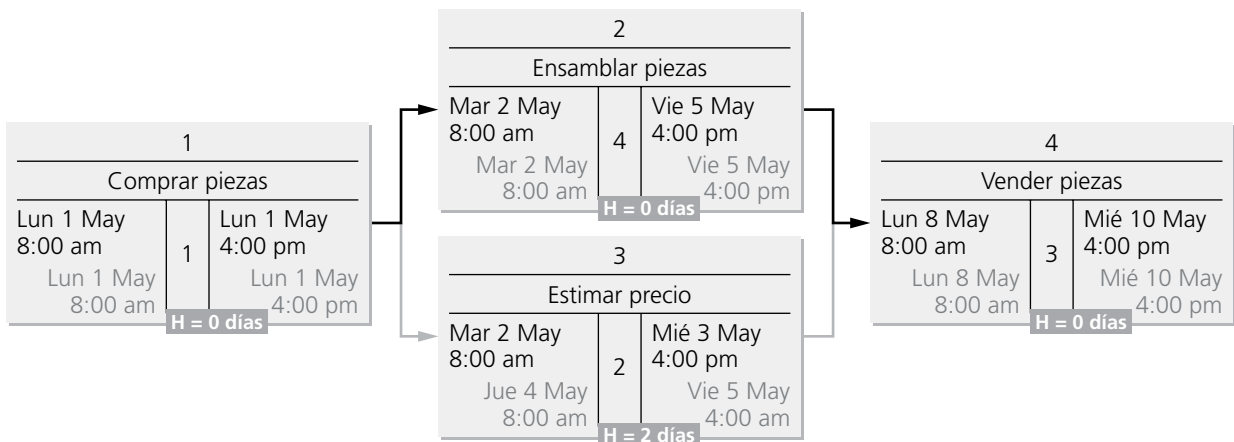 1
Comprar piezas
Lun 1 May
8:00 am
Lun 1 May
8:00 am
1
Lun 1 May
4:00 pm
Lun 1 May
4:00 pm
H = 0 días
2
Ensamblar piezas
Mar 2 May
8:00 am
Mar 2 May
8:00 am
4
Vie 5 May
4:00 pm
Vie 5 May
4:00 pm
H = 0 días
3
Estimar precio
Mar 2 May
8:00 am
Jue 4 May
8:00 am
2
Mié 3 May
4:00 pm
Vie 5 May
4:00 am
H = 2 días
4
Vender piezas
Lun 8 May
8:00 am
Lun 8 May
8:00 am
3
Mié 10 May
4:00 pm
Mié 10 May
4:00 pm
H = 0 días